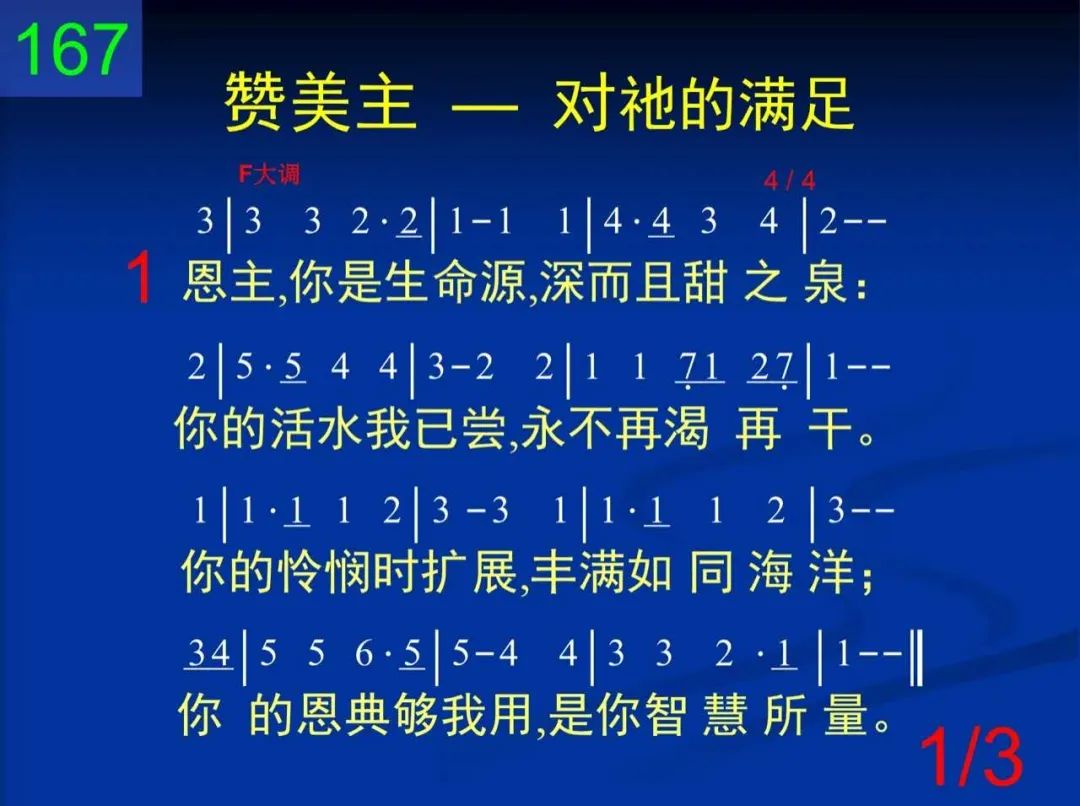 167
赞美主 — 对祂的满足
F大调 4 / 4
3|3 3 2·2|1-1 1|4·4 3 4|2--
1 恩主,你是生命源,深而且甜之泉：
2|5·5 4 4|3-2 2|1 1 7̣1 27̣|1--
你的活水我已尝,永不再渴 再 干。
1|1·1 1 2|3-3 1|1·1 1 2|3--
你的怜悯时扩展,丰满如同海洋；
34|5 5 6·5|5-4 4|3 3 2·1|1--‖
你 的恩典够我用,是你智慧所量。
1/3